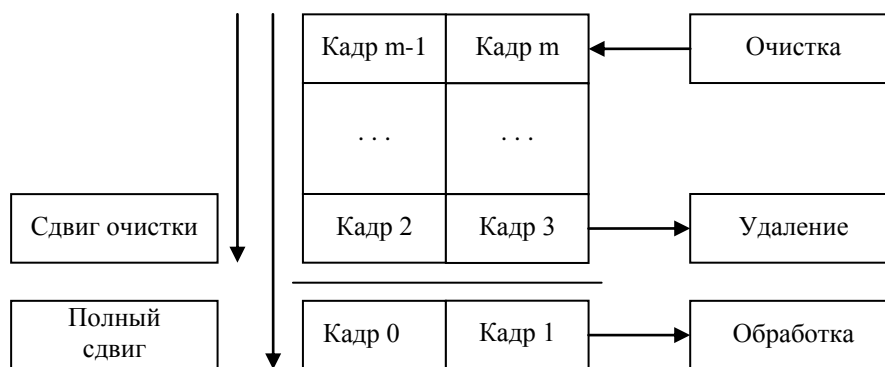 Кадр m-1 Кадр m Очистка
. . . . . .
Сдвиг очистки Кадр 2 Кадр 3 Удаление
Полный
сдвиг
Кадр 0 Кадр 1 Обработка